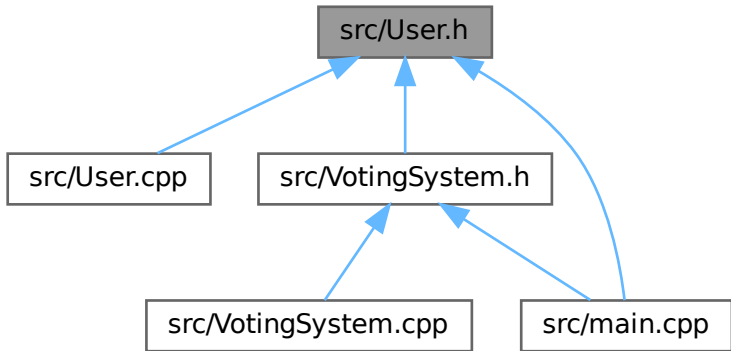 src/User.h
src/User.cpp
src/VotingSystem.h
src/VotingSystem.cpp
src/main.cpp